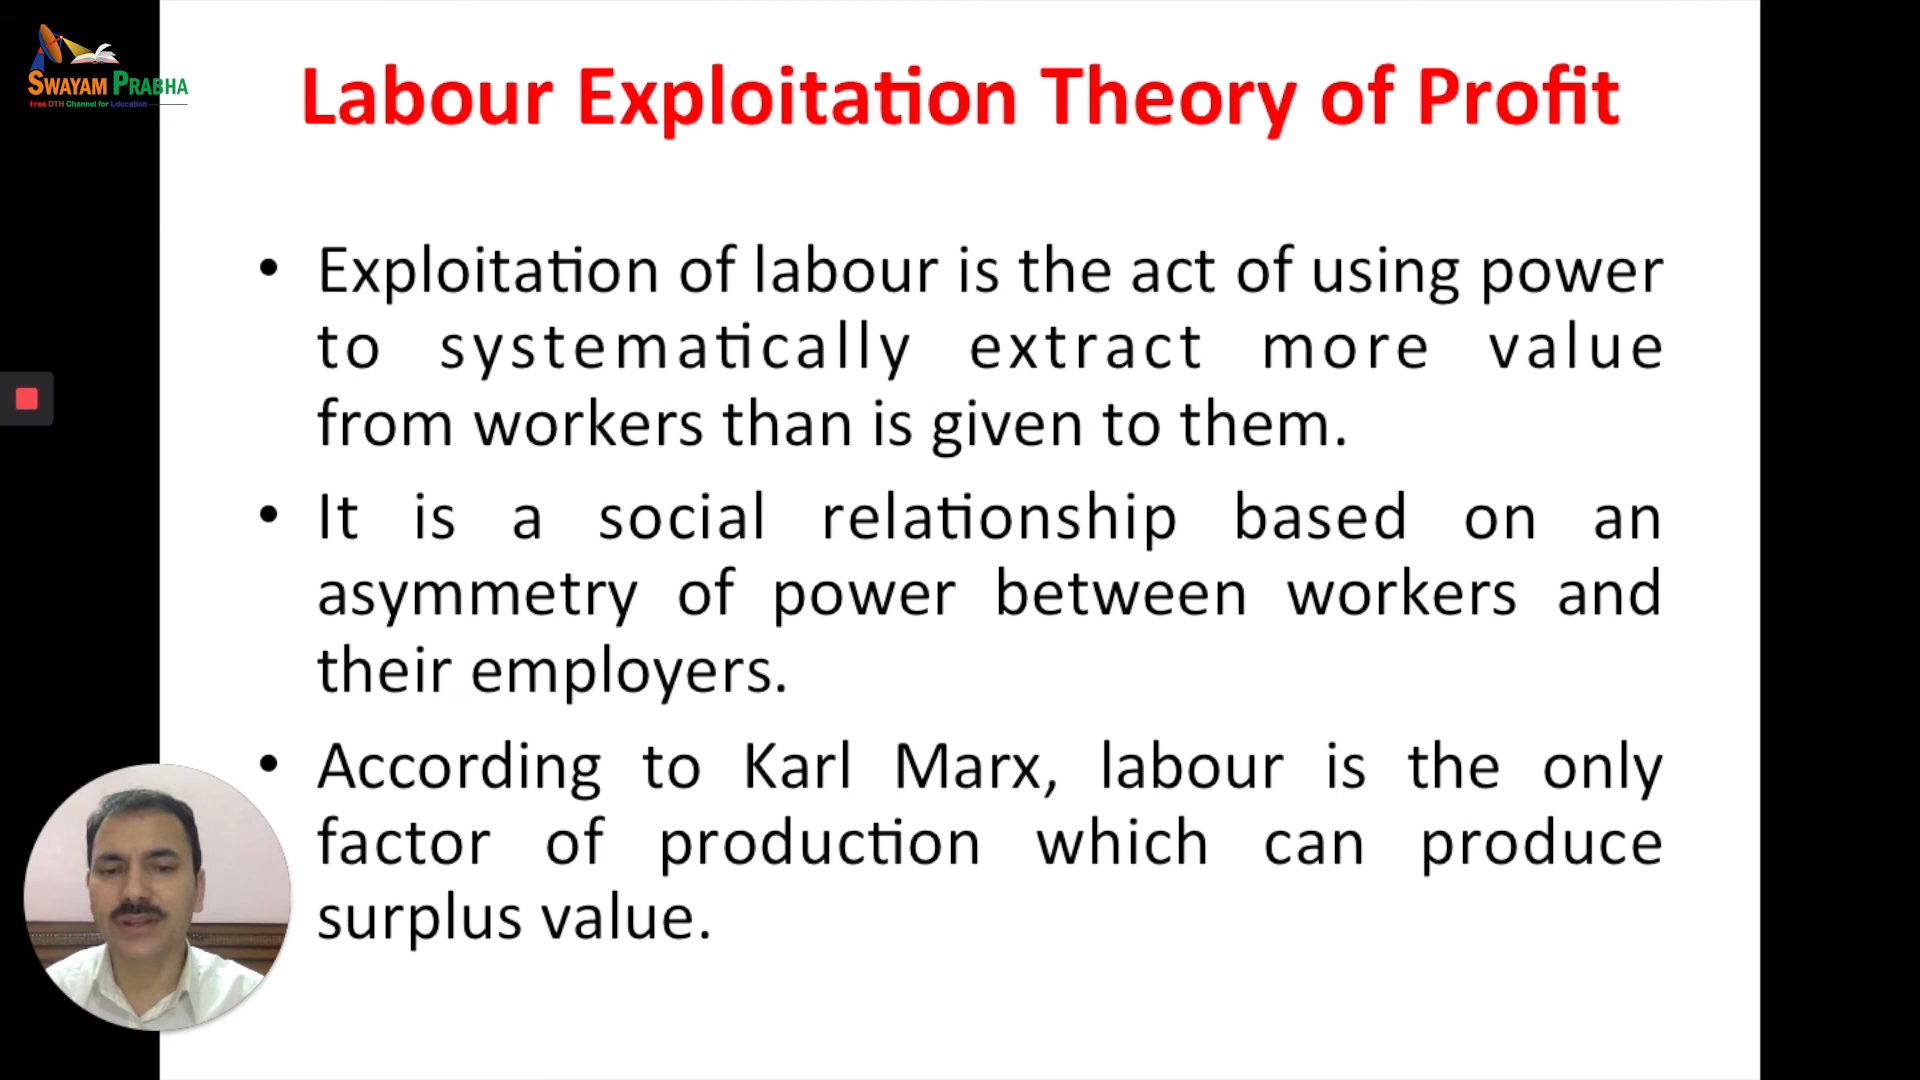 SWAYAM PRABHA
Free DTH Channel for Education
Labour Exploitation Theory of Profit
• Exploitation of labour is the act of using power
to systematically extract more value
from workers than is given to them.
• It is a social relationship based on an
asymmetry of power between workers and
their employers.
• According to Karl Marx, labour is the only
factor of production which can produce
surplus value.